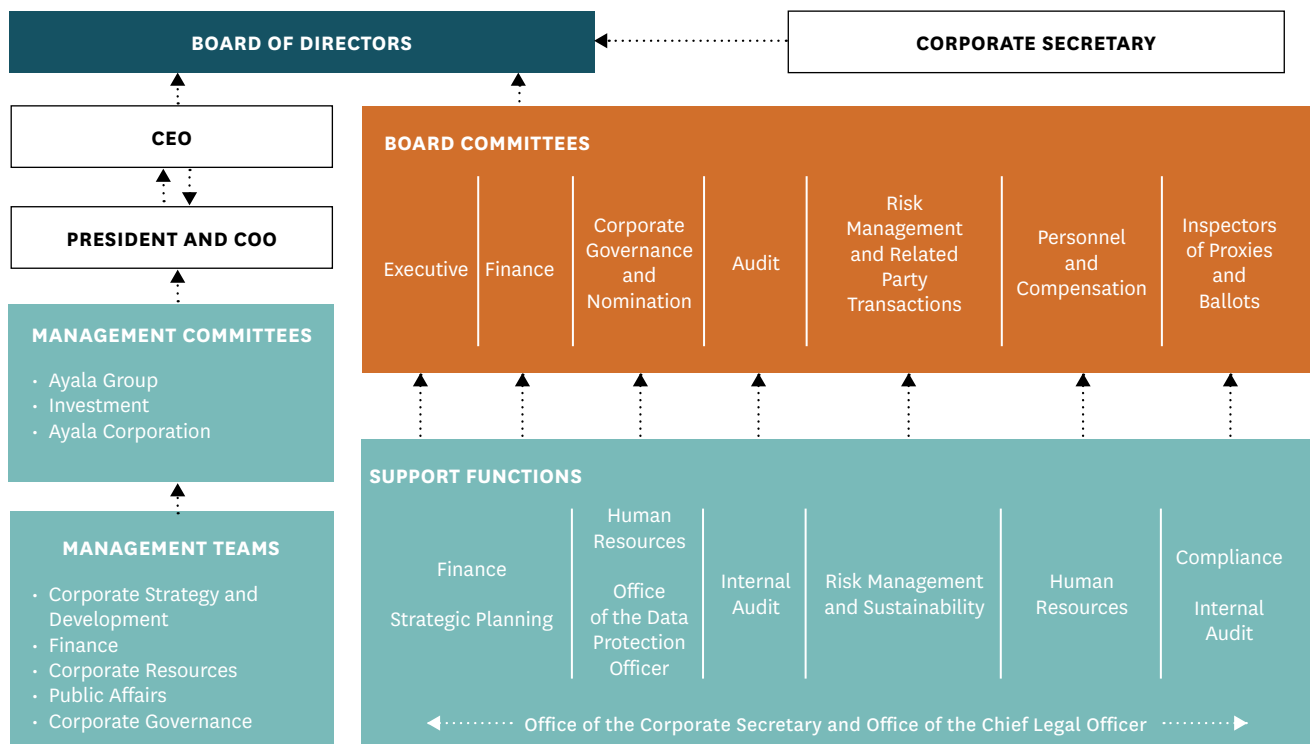 BOARD OF DIRECTORS
CORPORATE SECRETARY
CEO
PRESIDENT AND COO
MANAGEMENT COMMITTEES
· Ayala Group
· Investment
· Ayala Corporation
MANAGEMENT TEAMS
· Corporate Strategy and
Development
· Finance
· Corporate Resources
· Public Affairs
· Corporate Governance
BOARD COMMITTEES
Executive
Finance
Corporate
Governance
and
Nomination
Audit
Risk
Management
and Related
Party
Transactions
Personnel
and
Compensation
Inspectors
of Proxies
and
Ballots
SUPPORT FUNCTIONS
Finance
Strategic Planning
Human
Resources
Office
of the Data
Protection
Officer
Internal
Audit
Risk Management
and Sustainability
Human
Resources
Compliance
Internal
Audit
Office of the Corporate Secretary and Office of the Chief Legal Officer